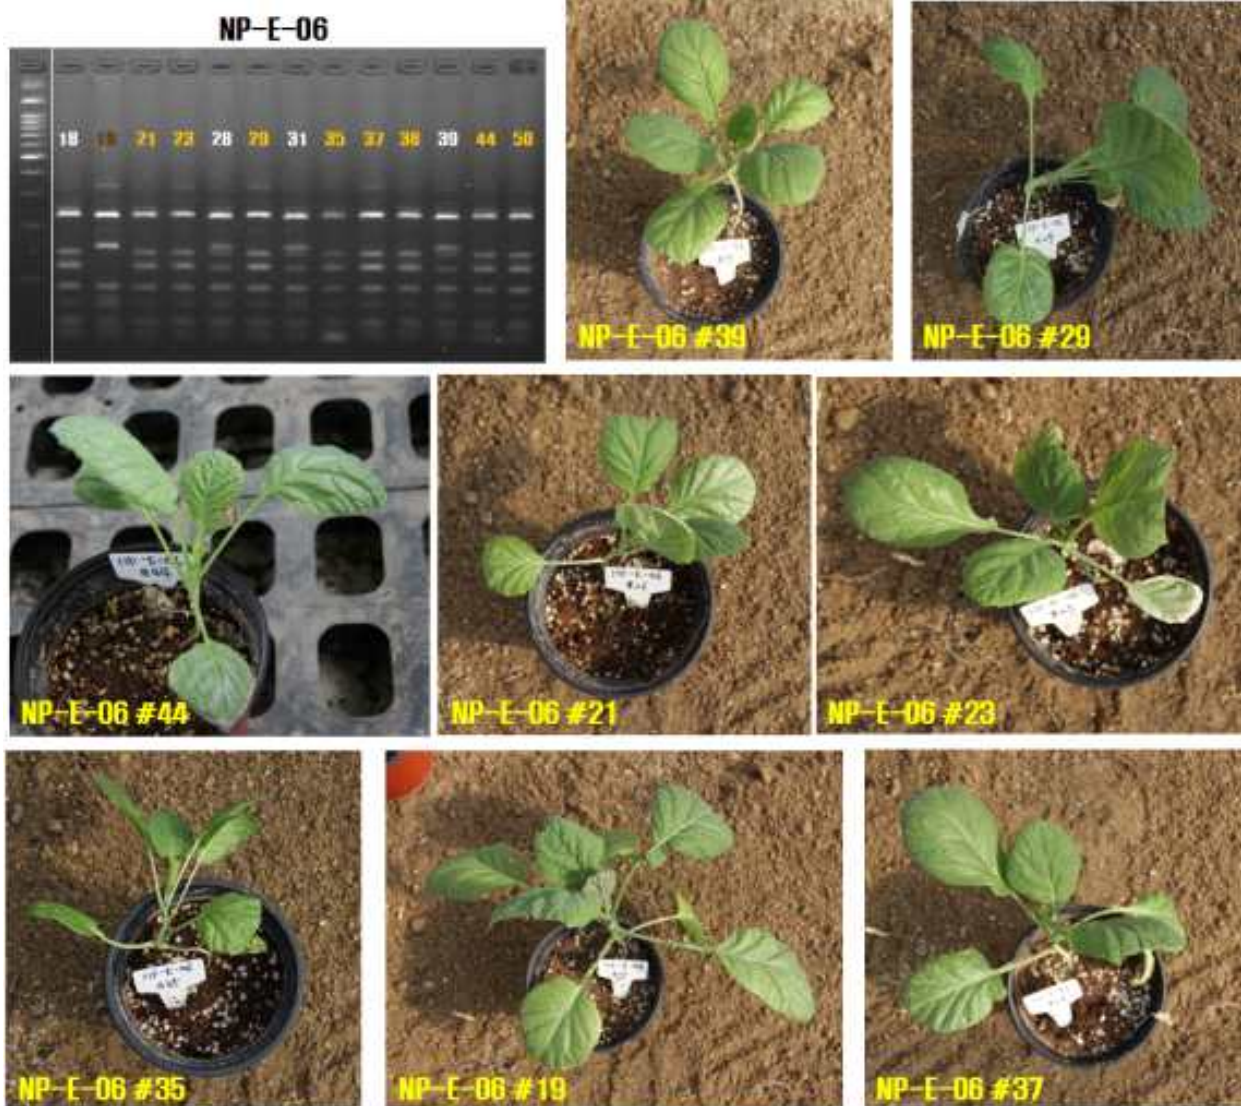 NP-E-06
18 19 21 23 28 29 31 35 37 38 39 44 50
NP-E-06 #39
NP-E-06 #29
NP-E-06 #44
NP-E-06 #21
NP-E-06 #23
NP-E-06 #35
NP-E-06 #19
NP-E-06 #37